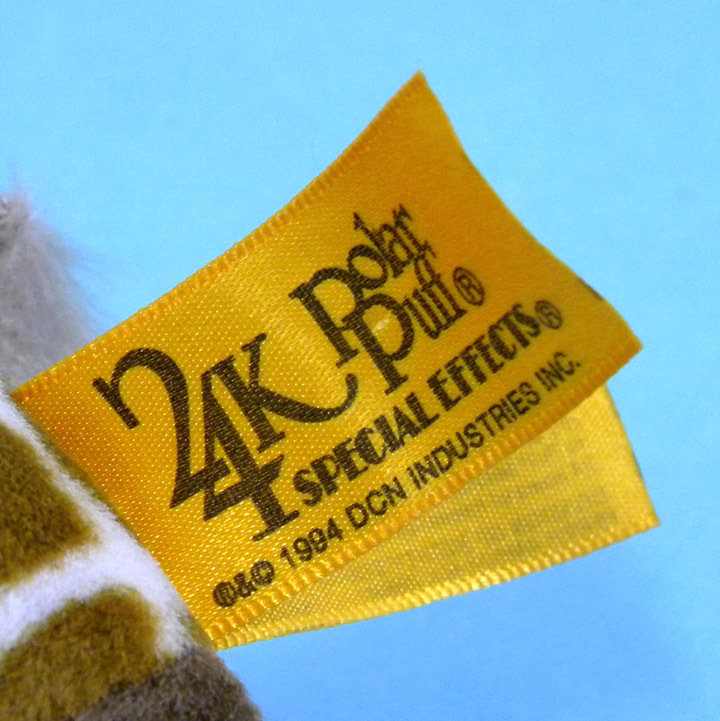 24K polar puff®
SPECIAL EFFECTS®
®&© 1994 DCN INDUSTRIES INC.